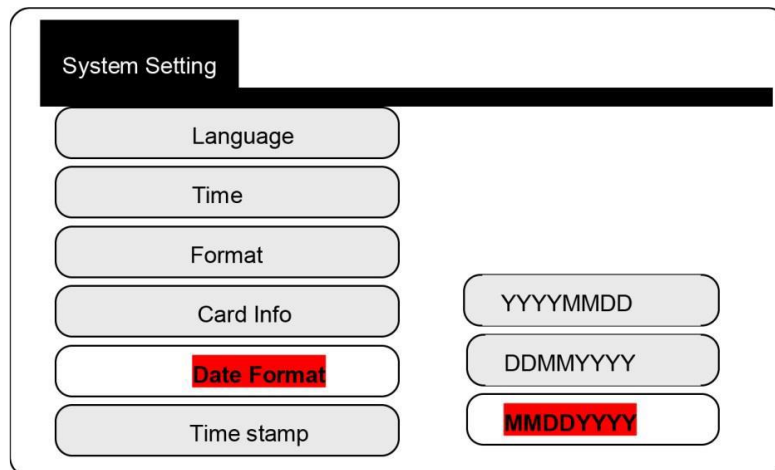 System Setting
Language
Time
Format
Card Info
Date Format
Time stamp
YYYYMMDD
DDMMYYYY
MMDDYYYY